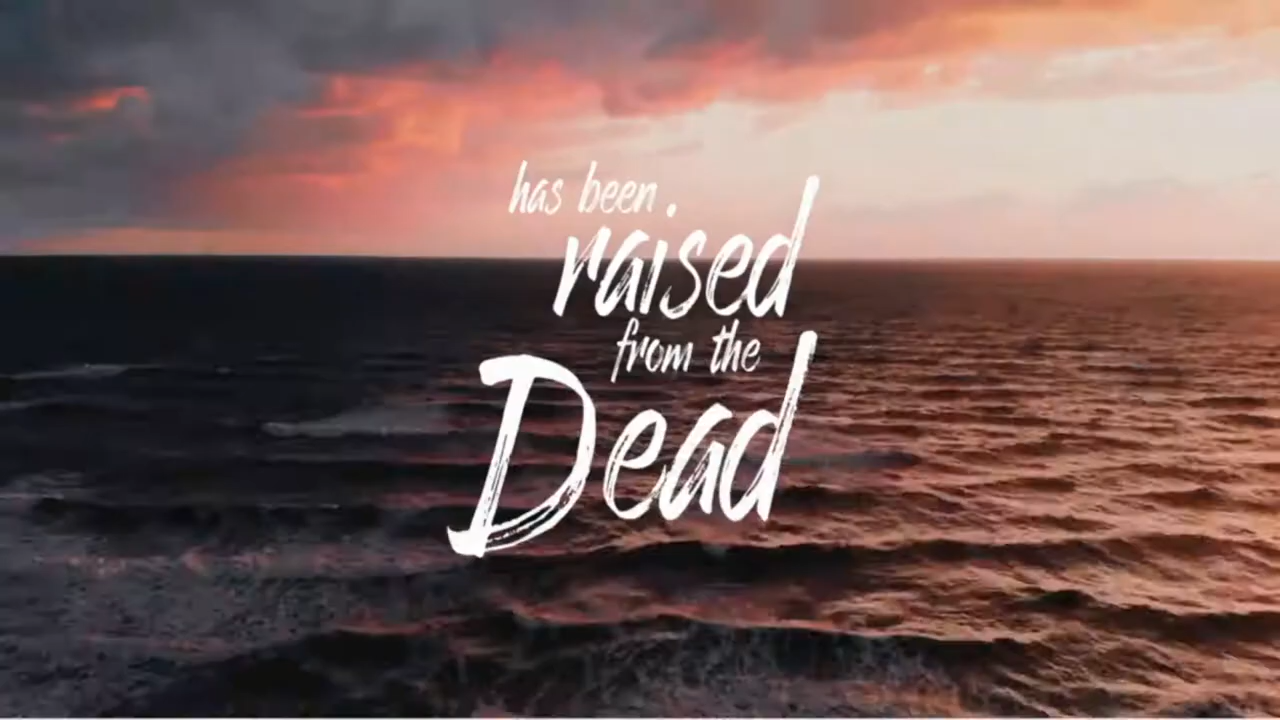 has been
raised
from the
Dead